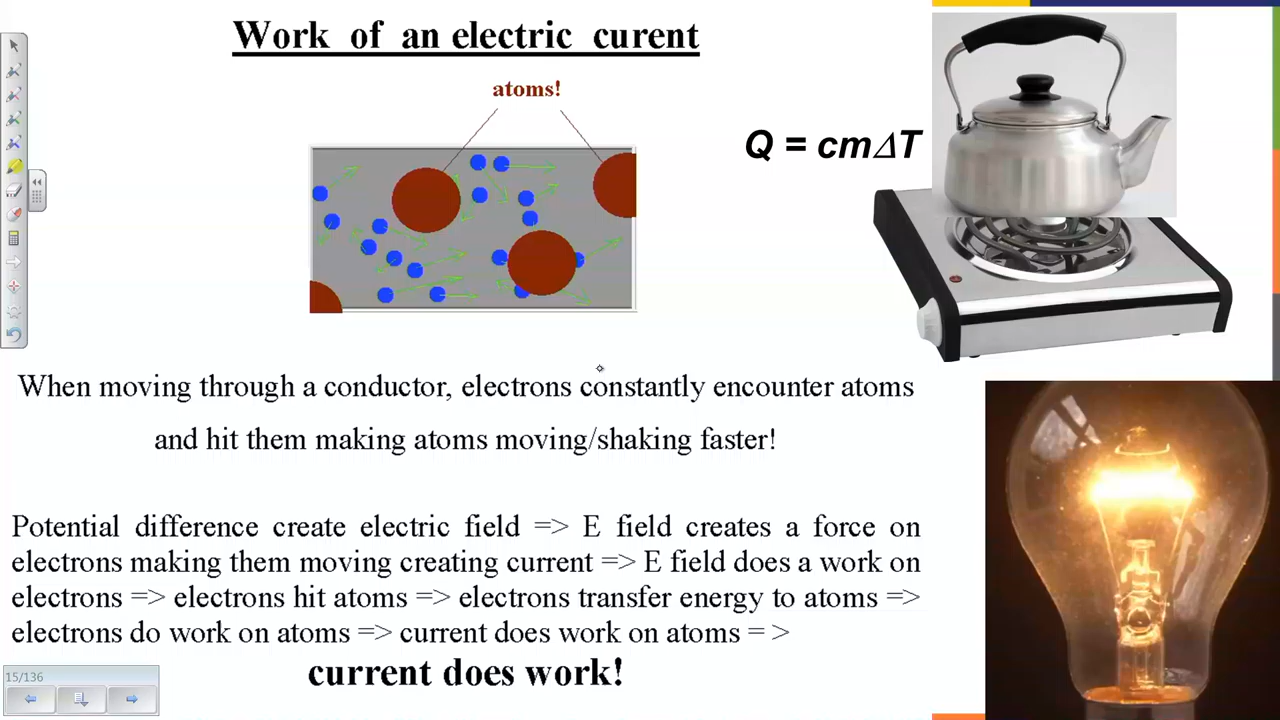 Work of an electric curent
atoms!
Q = cmΔT
When moving through a conductor, electrons constantly encounter atoms
and hit them making atoms moving/shaking faster!
Potential difference create electric field => E field creates a force on
electrons making them moving creating current => E field does a work on
electrons => electrons hit atoms => electrons transfer energy to atoms =>
electrons do work on atoms => current does work on atoms = >
current does work!
15/136